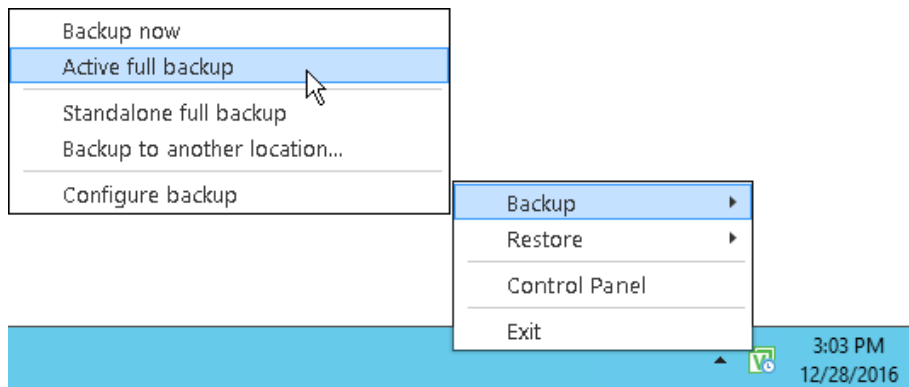 Backup now
Active full backup
Standalone full backup
Backup to another location...
Configure backup
Backup
Restore
Control Panel
Exit
V
3:03 PM
12/28/2016